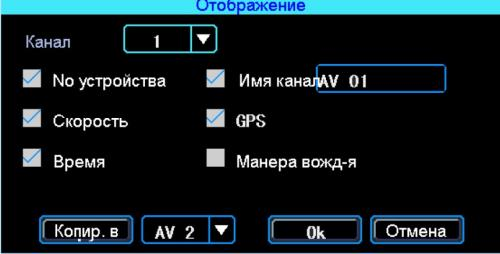 Отображение
Канал 1
No устройства Имя канал AV 01
Скорость GPS
Время Манера вожд-я
Копир. в AV 2 Ok Отмена